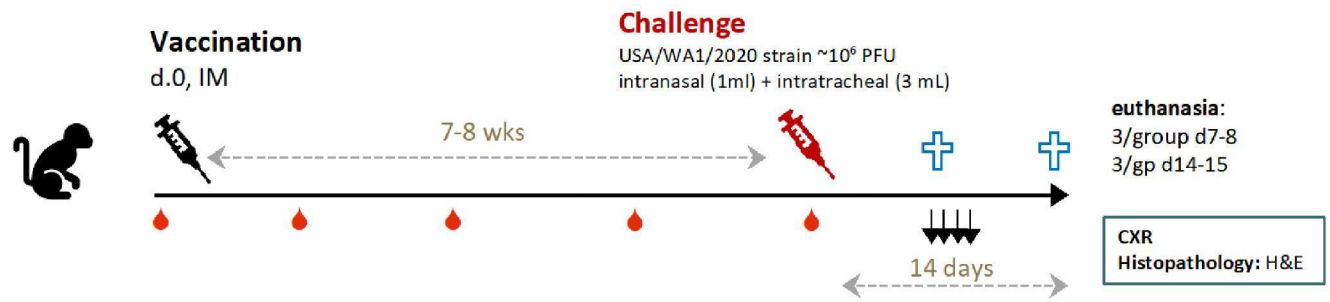 Vaccination
d.0, IM
Challenge
USA/WA1/2020 strain ~10⁶ PFU
intranasal (1ml) + intratracheal (3 mL)
7-8 wks
euthanasia:
3/group d7-8
3/gp d14-15
14 days
CXR
Histopathology: H&E